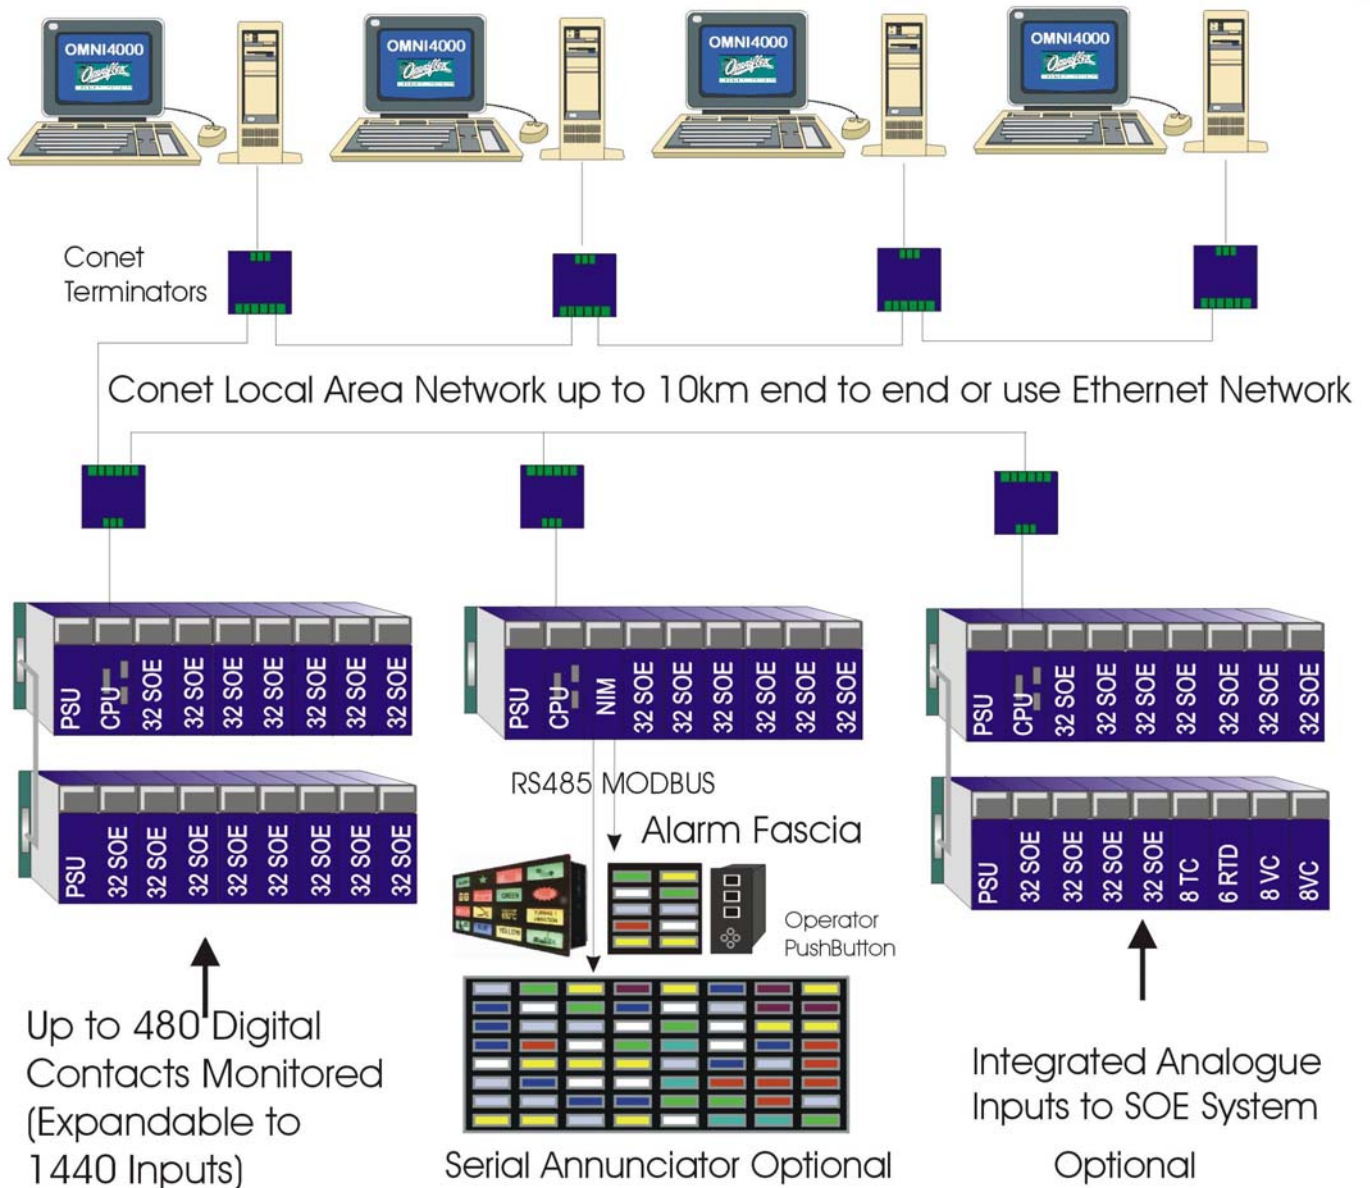 OMNI4000
Omniflex
OMNI4000
Omniflex
OMNI4000
Omniflex
OMNI4000
Omniflex
Conet
Terminators
Conet Local Area Network up to 10km end to end or use Ethernet Network
PSU
CPU
32 SOE
32 SOE
32 SOE
32 SOE
32 SOE
32 SOE
32 SOE
PSU
CPU
NIM
32 SOE
32 SOE
32 SOE
32 SOE
32 SOE
32 SOE
PSU
CPU
32 SOE
32 SOE
32 SOE
32 SOE
32 SOE
32 SOE
32 SOE
PSU
32 SOE
32 SOE
32 SOE
32 SOE
32 SOE
32 SOE
32 SOE
32 SOE
RS485 MODBUS
Alarm Fascia
GREEN
YELLOW
Operator
PushButton
PSU
32 SOE
32 SOE
32 SOE
32 SOE
8 TC
6 RTD
8 VC
8VC
Up to 480 Digital
Contacts Monitored
(Expandable to
1440 Inputs)
Serial Annunciator Optional
Integrated Analogue
Inputs to SOE System
Optional